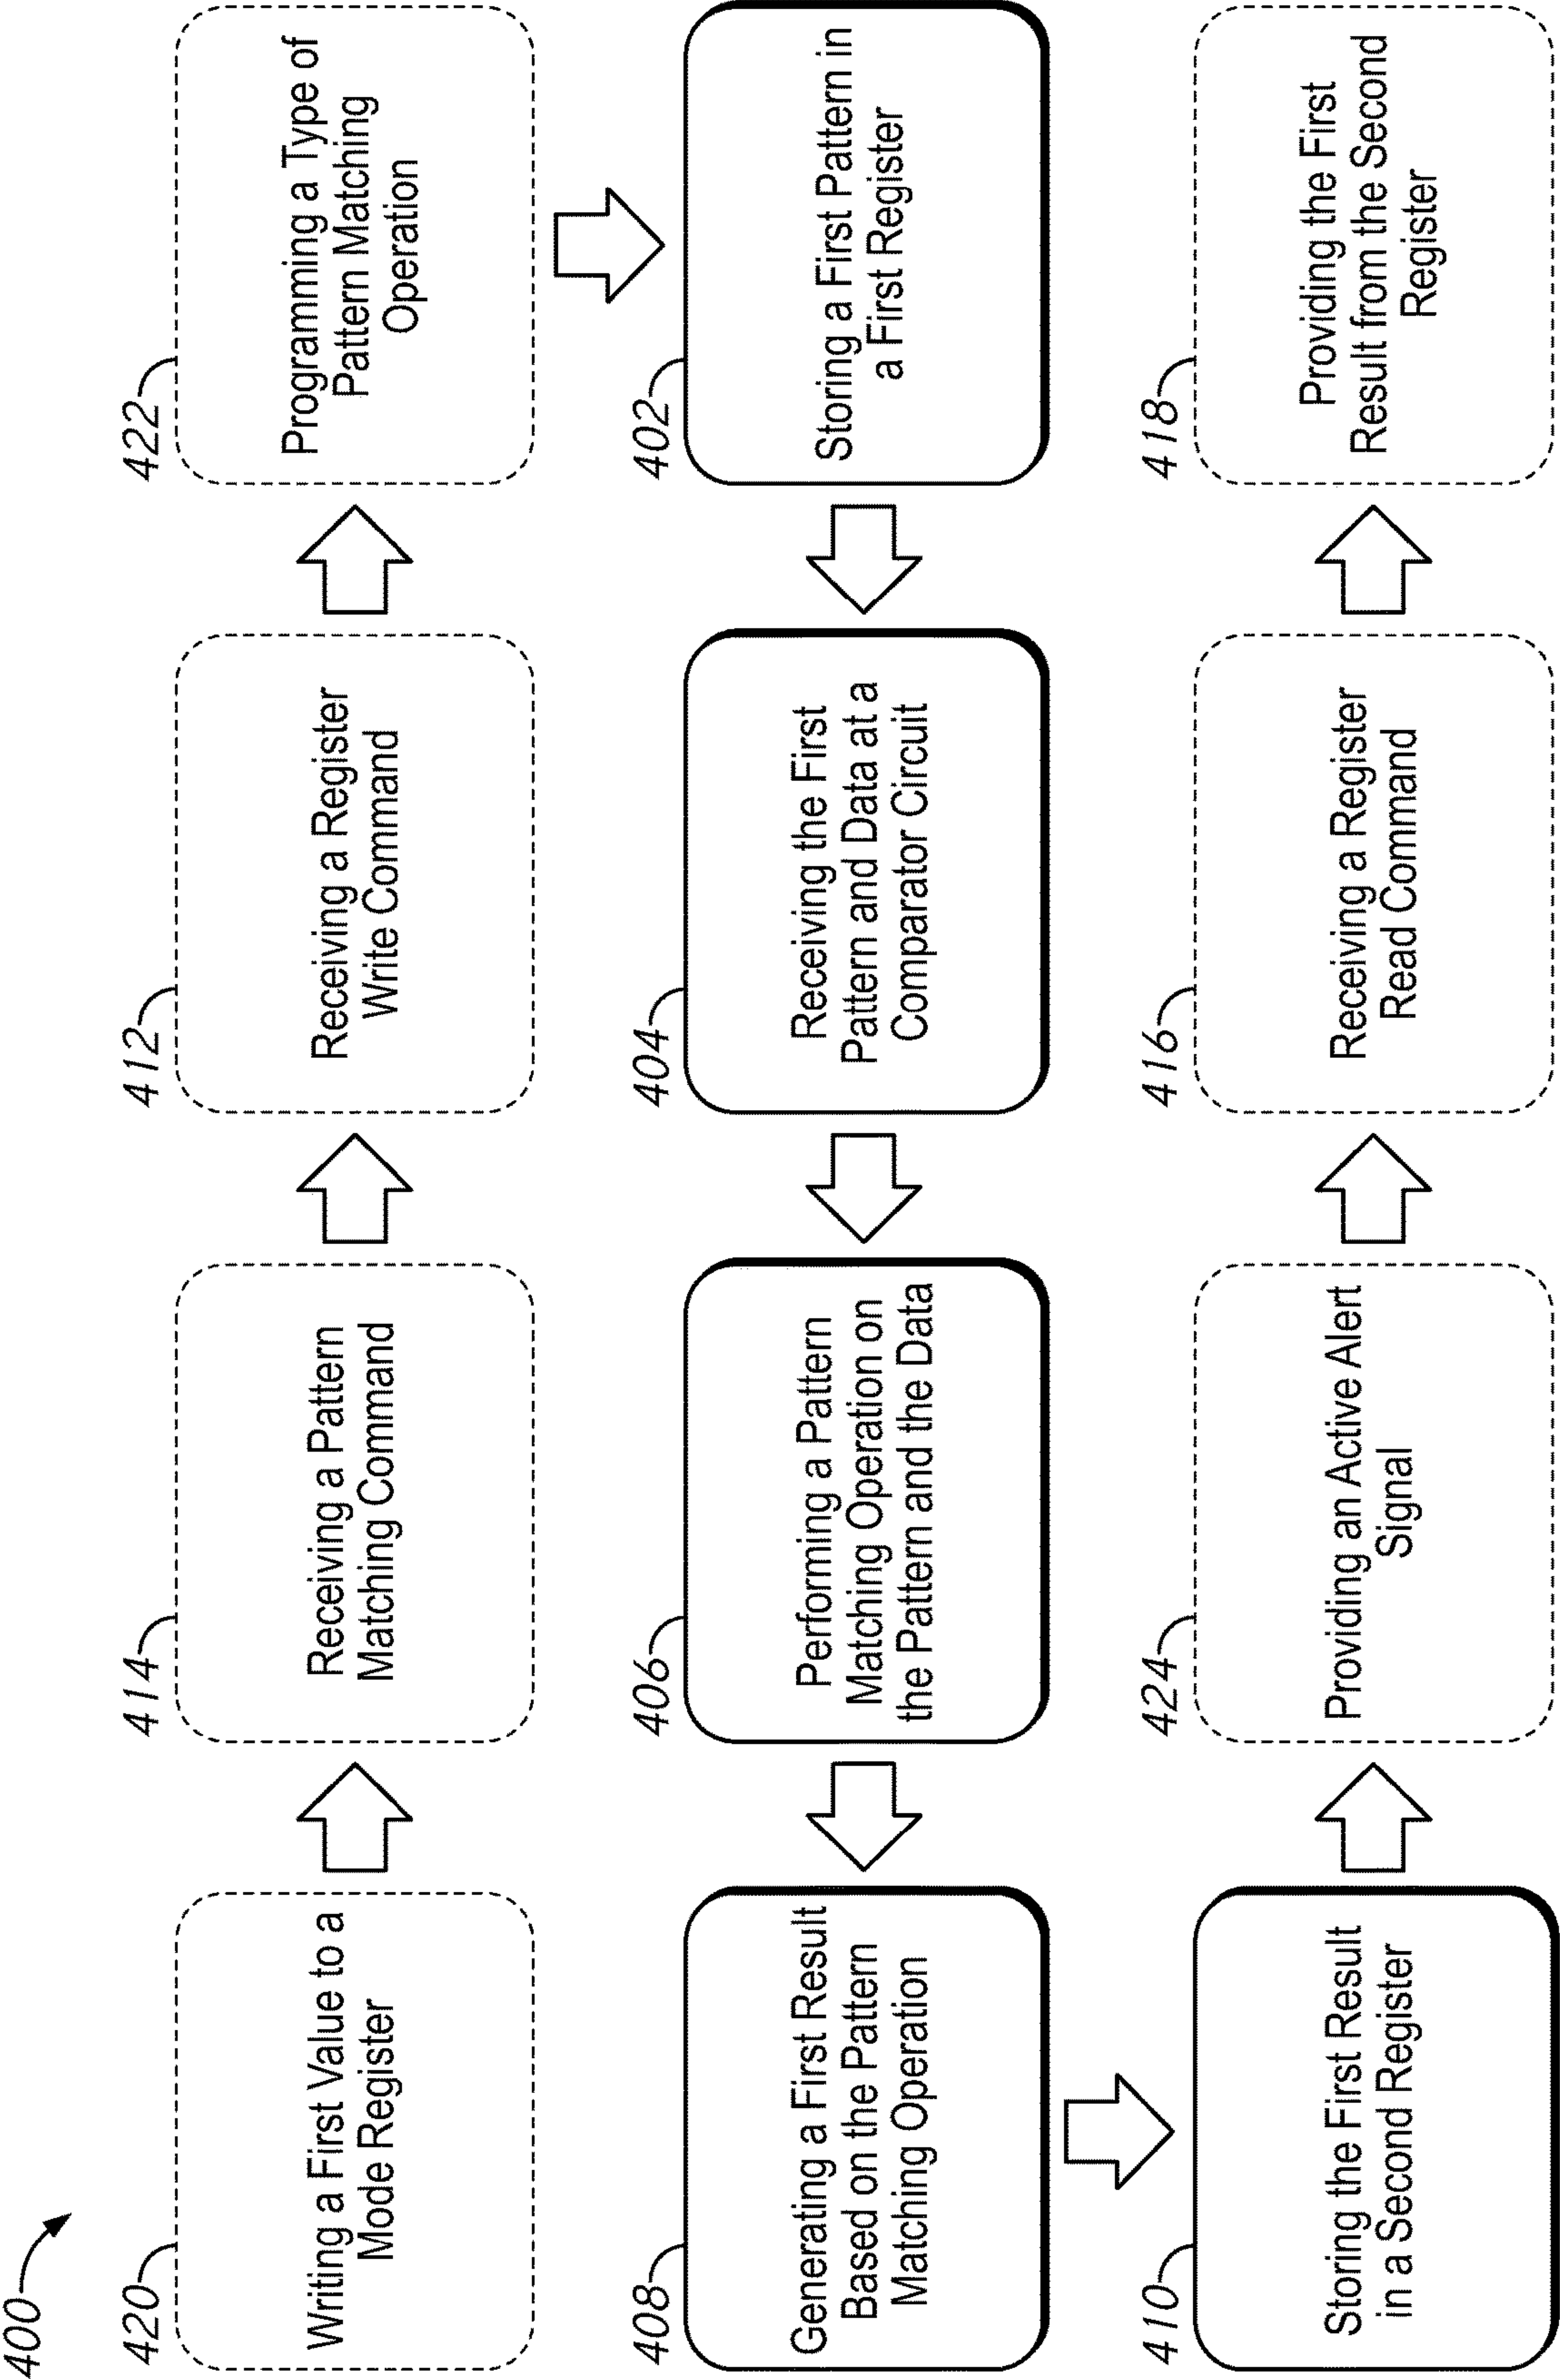 400
420
Writing a First Value to a
Mode Register
414
Receiving a Pattern
Matching Command
412
Receiving a Register
Write Command
422
Programming a Type of
Pattern Matching
Operation
408
Generating a First Result
Based on the Pattern
Matching Operation
406
Performing a Pattern
Matching Operation on
the Pattern and the Data
404
Receiving the First
Pattern and Data at a
Comparator Circuit
402
Storing a First Pattern in
a First Register
410
Storing the First Result
in a Second Register
424
Providing an Active Alert
Signal
416
Receiving a Register
Read Command
418
Providing the First
Result from the Second
Register